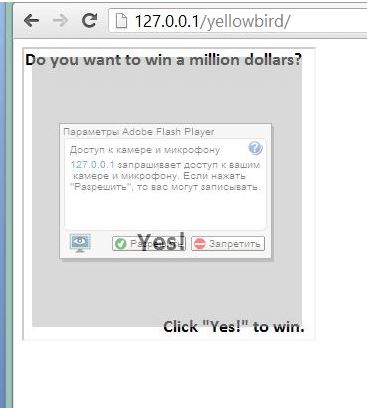 127.0.0.1/yellowbird/
Do you want to win a million dollars?
Параметры Adobe Flash Player
Доступ к камере и микрофону
127.0.0.1 запрашивает доступ к вашим
камере и микрофону. Если нажать
"Разрешить", то вас могут записывать.
Yes!
Запретить
Click "Yes!" to win.